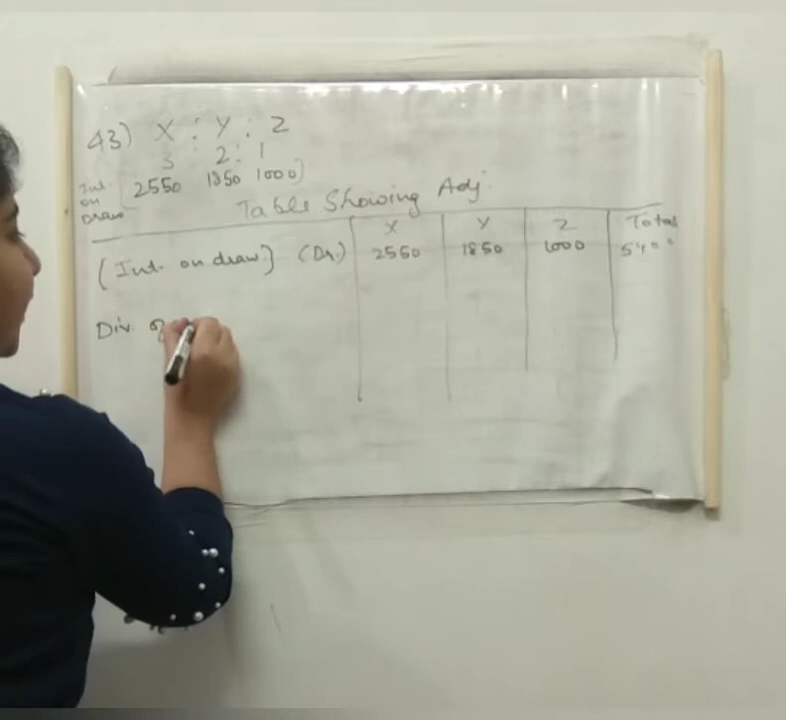 43) X : Y : Z
3 2 : 1
Int. on Draw [2550 1850 1000]
Table Showing Adj.
X Y Z Total
(Int. on draw) (Dr.) 2550 1850 1000 5400
Div. of